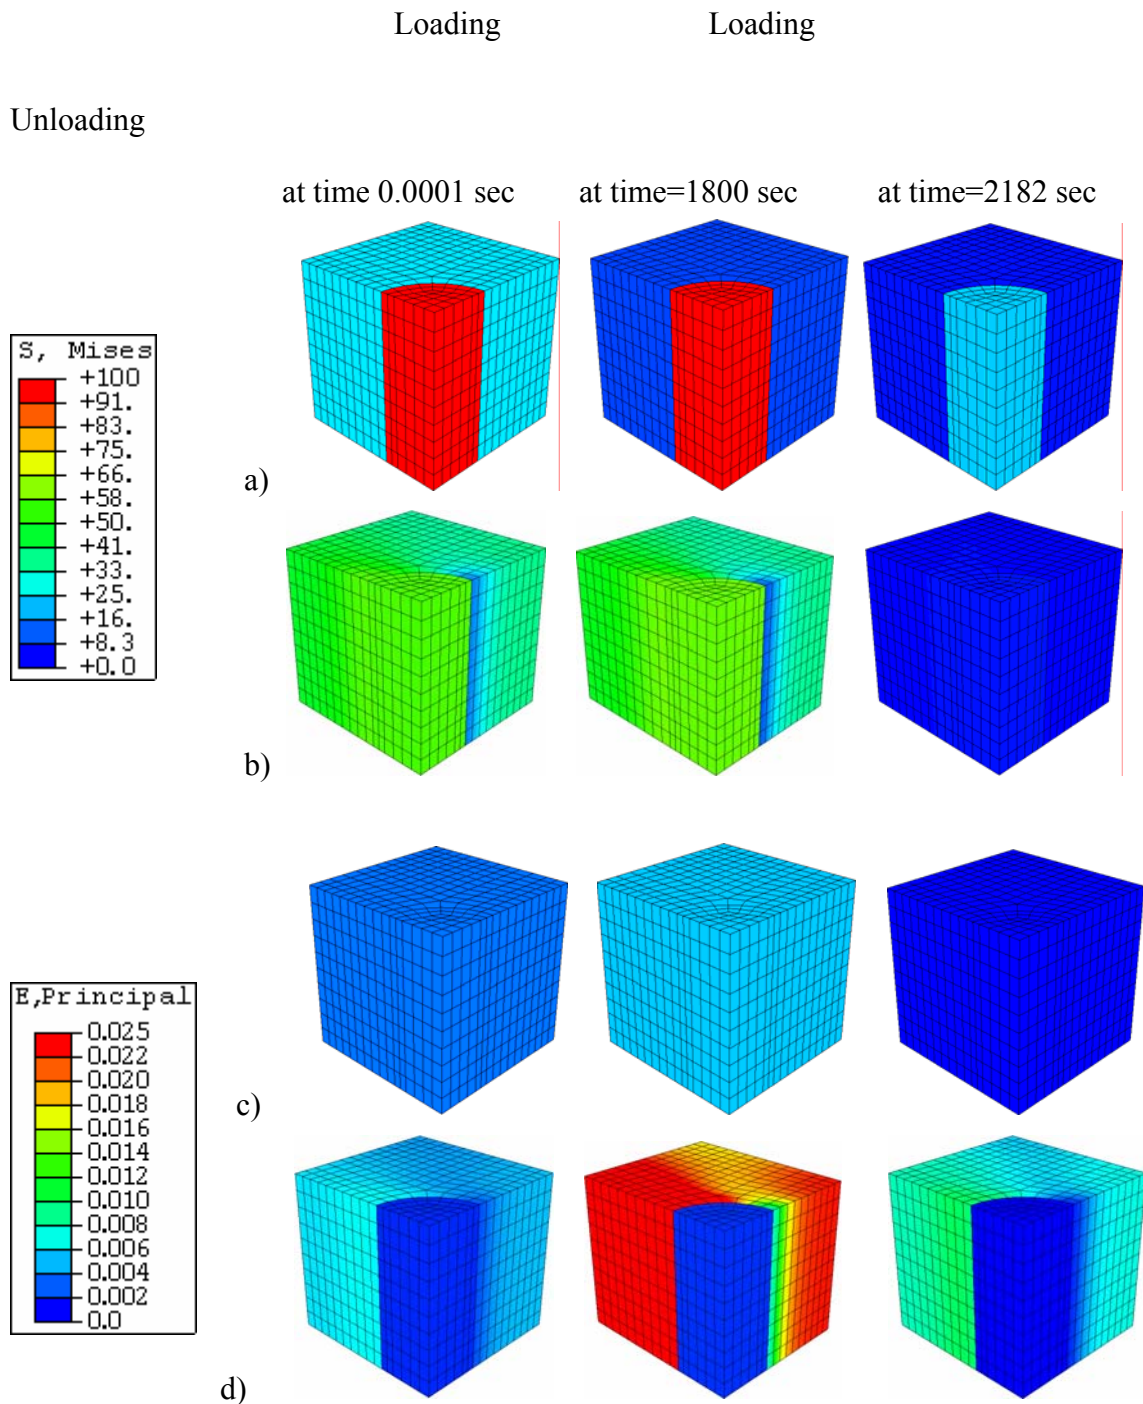 Loading Loading
Unloading
at time 0.0001 sec at time=1800 sec at time=2182 sec
S, Mises
+100
+91.
+83.
+75.
+66.
+58.
+50.
+41.
+33.
+25.
+16.
+8.3
+0.0
a)
b)
E,Principal
0.025
0.022
0.020
0.018
0.016
0.014
0.012
0.010
0.008
0.006
0.004
0.002
0.0
c)
d)